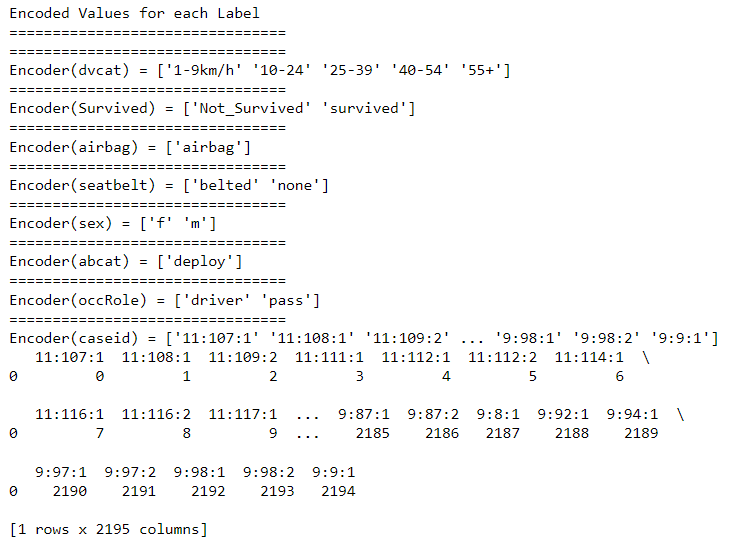 Encoded Values for each Label
================================
================================
Encoder(dvcat) = ['1-9km/h' '10-24' '25-39' '40-54' '55+']
================================
Encoder(Survived) = ['Not_Survived' 'survived']
================================
Encoder(airbag) = ['airbag']
================================
Encoder(seatbelt) = ['belted' 'none']
================================
Encoder(sex) = ['f' 'm']
================================
Encoder(abcat) = ['deploy']
================================
Encoder(occRole) = ['driver' 'pass']
================================
Encoder(caseid) = ['11:107:1' '11:108:1' '11:109:2' ... '9:98:1' '9:98:2' '9:9:1']
   11:107:1  11:108:1  11:109:2  11:111:1  11:112:1  11:112:2  11:114:1  \
0         0         1         2         3         4         5         6

   11:116:1  11:116:2  11:117:1  ...  9:87:1  9:87:2  9:8:1  9:92:1  9:94:1  \
0         7         8         9  ...    2185    2186   2187    2188    2189

   9:97:1  9:97:2  9:98:1  9:98:2  9:9:1
0    2190    2191    2192    2193   2194

[1 rows x 2195 columns]